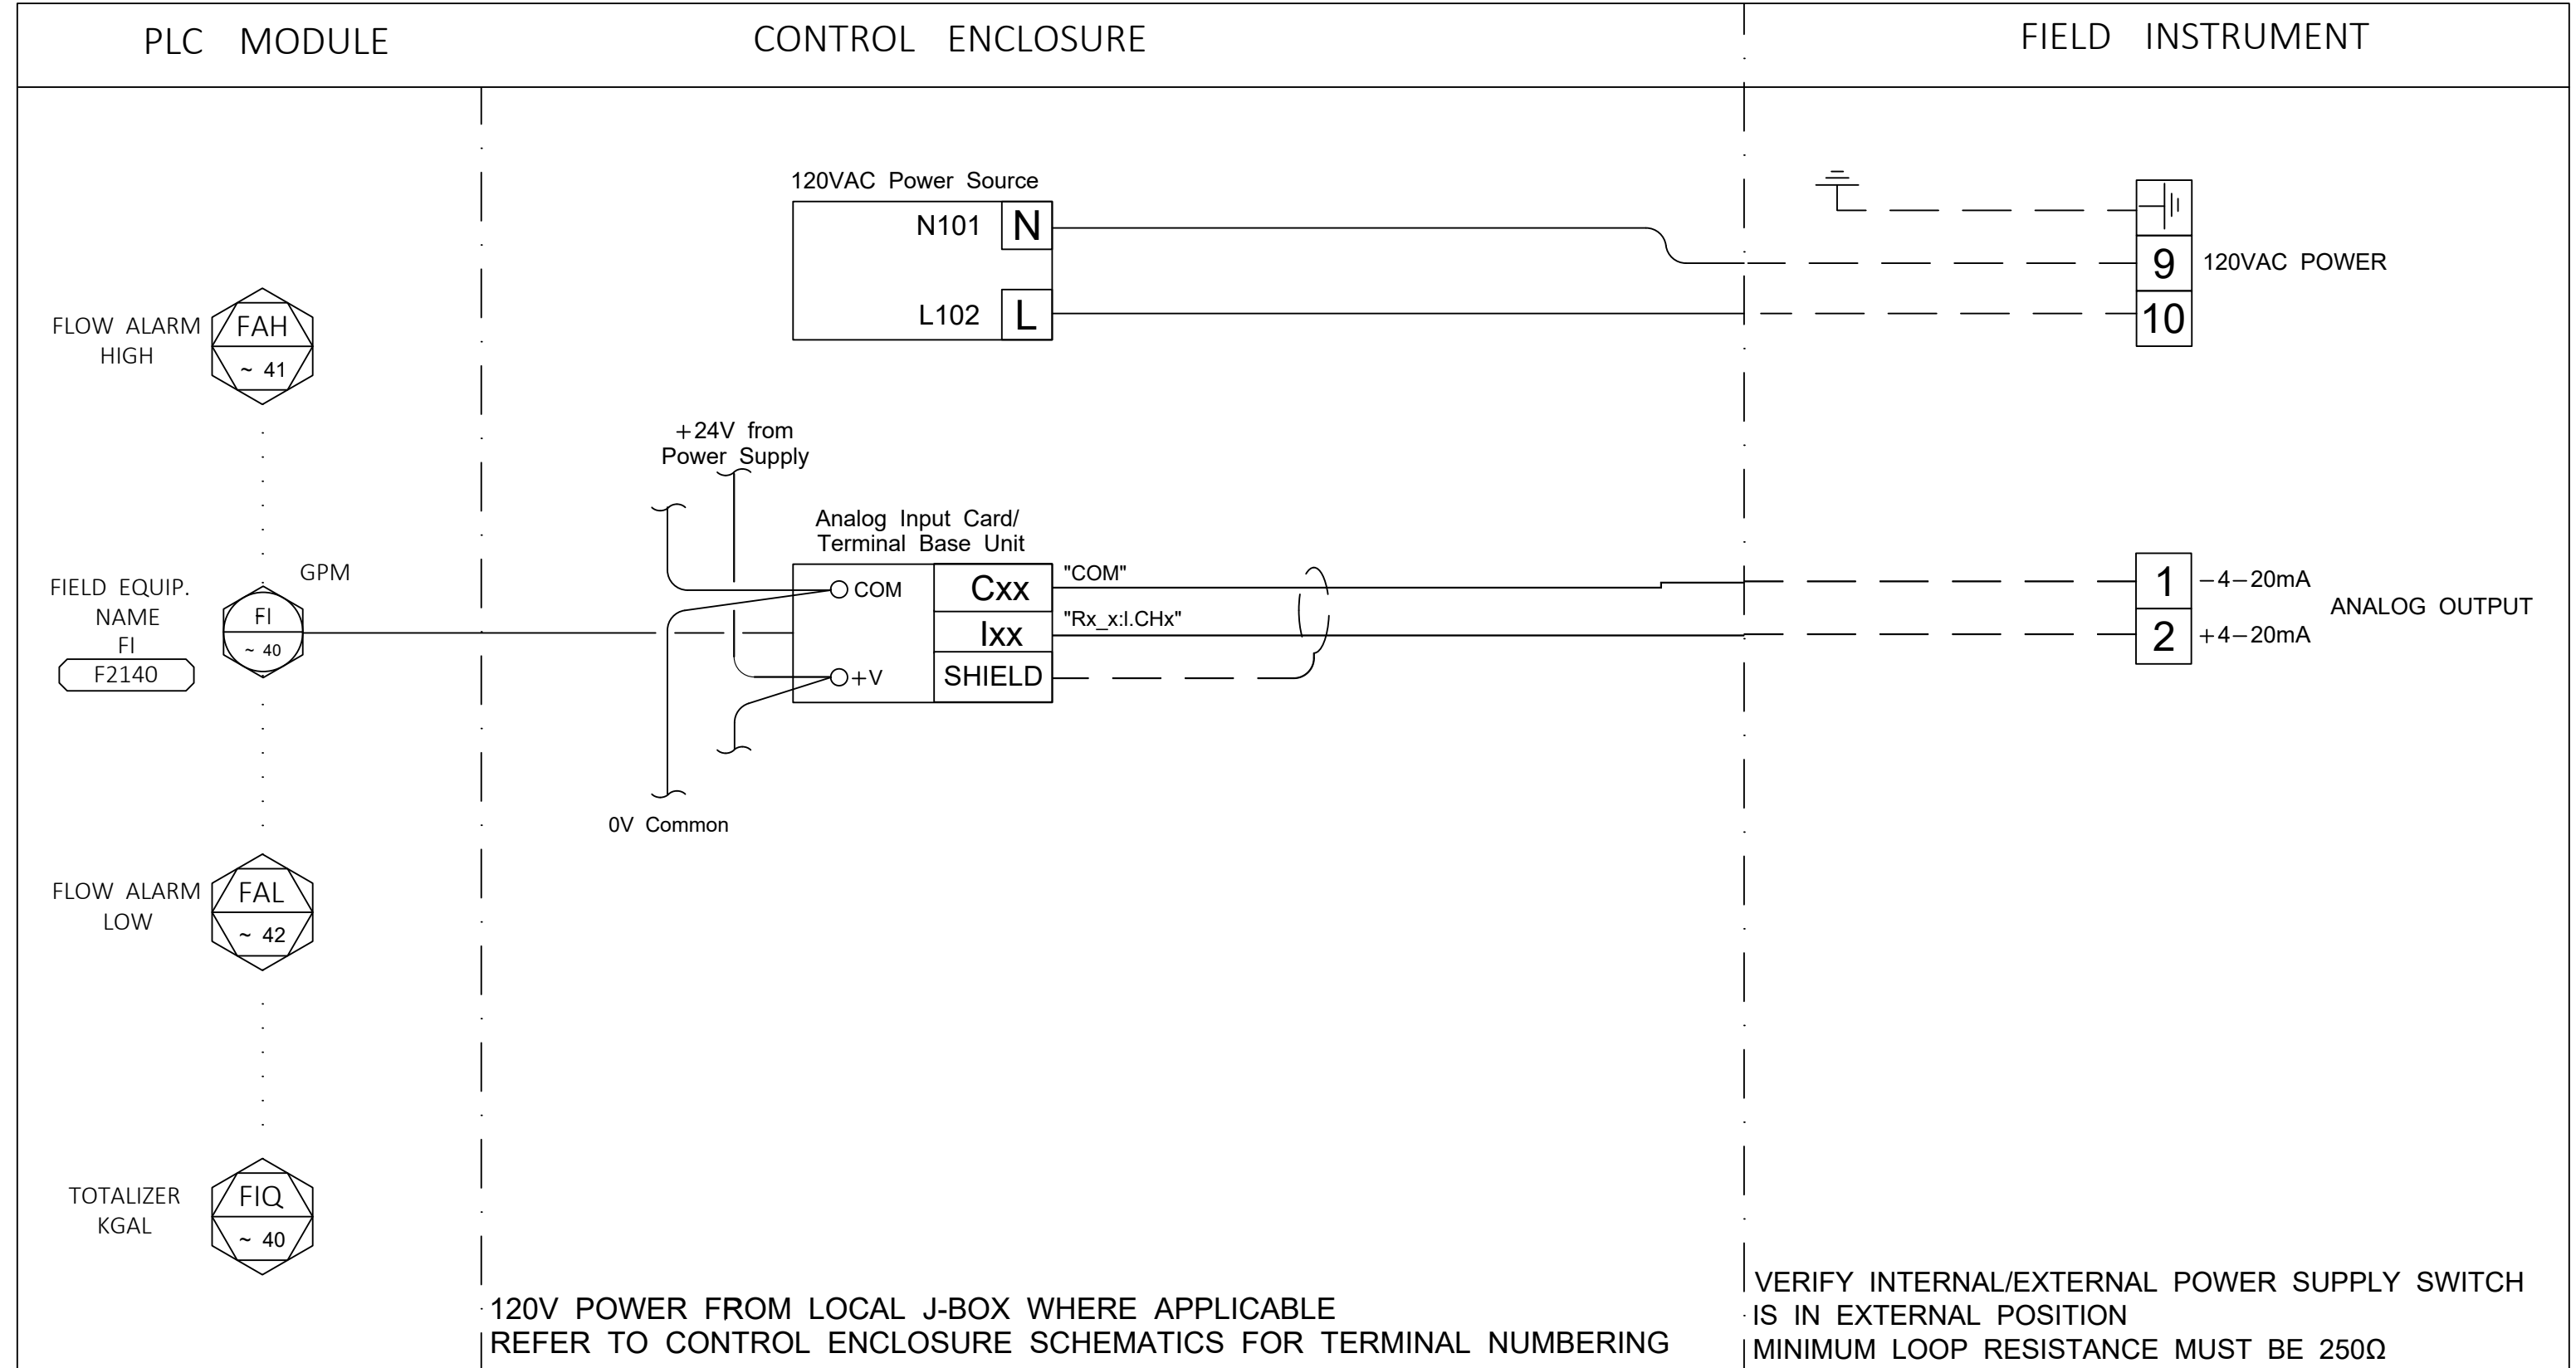 PLC MODULE
CONTROL ENCLOSURE
FIELD INSTRUMENT
FLOW ALARM
HIGH
FAH
~ 41
FIELD EQUIP.
NAME
FI
F2140
GPM
FI
~ 40
FLOW ALARM
LOW
FAL
~ 42
TOTALIZER
KGAL
FIQ
~ 40
120VAC Power Source
N101 N
L102 L
+24V from
Power Supply
Analog Input Card/
Terminal Base Unit
COM
+V
Cxx
Ixx
SHIELD
"COM"
"Rx_x:I.CHx"
0V Common
120V POWER FROM LOCAL J-BOX WHERE APPLICABLE
REFER TO CONTROL ENCLOSURE SCHEMATICS FOR TERMINAL NUMBERING
9 120VAC POWER
10
1 −4−20mA
ANALOG OUTPUT
2 +4−20mA
VERIFY INTERNAL/EXTERNAL POWER SUPPLY SWITCH
IS IN EXTERNAL POSITION
MINIMUM LOOP RESISTANCE MUST BE 250Ω